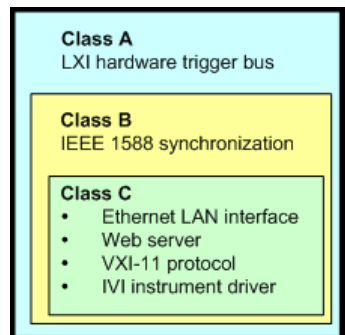 Class A
LXI hardware trigger bus
Class B
IEEE 1588 synchronization
Class C
• Ethernet LAN interface
• Web server
• VXI-11 protocol
• IVI instrument driver